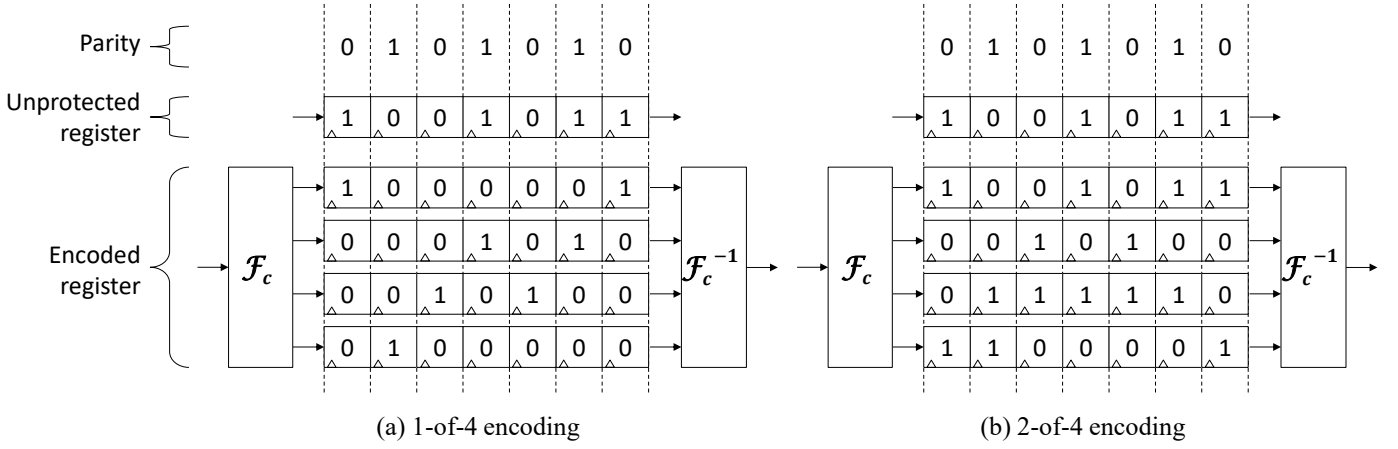 Parity 0 1 0 1 0 1 0 0 1 0 1 0 1 0
Unprotected
register 1 0 0 1 0 1 1 1 0 0 1 0 1 1
1 0 0 0 0 0 1 1 0 0 1 0 1 1
0 0 0 1 0 1 0 0 0 1 0 1 0 0
Encoded
register
ℱc ℱc⁻¹ ℱc ℱc⁻¹
0 0 1 0 1 0 0 0 1 1 1 1 1 0
0 1 0 0 0 0 0 1 1 0 0 0 0 1
(a) 1-of-4 encoding (b) 2-of-4 encoding